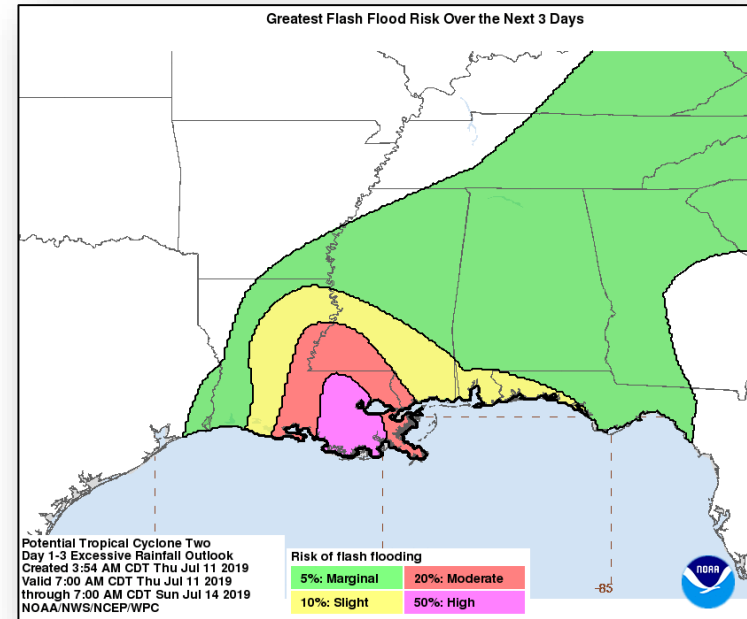 Greatest Flash Flood Risk Over the Next 3 Days
-85
Potential Tropical Cyclone Two
Day 1-3 Excessive Rainfall Outlook
Created 3:54 AM CDT Thu Jul 11 2019
Valid 7:00 AM CDT Thu Jul 11 2019
through 7:00 AM CDT Sun Jul 14 2019
NOAA/NWS/NCEP/WPC
Risk of flash flooding
5%: Marginal
20%: Moderate
10%: Slight
50%: High
NOAA